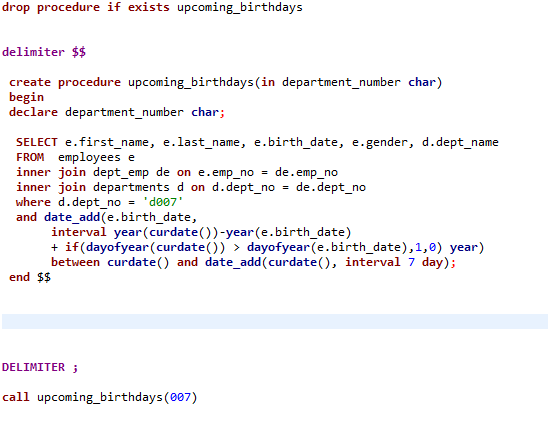 drop procedure if exists upcoming_birthdays
delimiter $$
create procedure upcoming_birthdays(in department_number char)
begin
declare department_number char;
SELECT e.first_name, e.last_name, e.birth_date, e.gender, d.dept_name
FROM  employees e
inner join dept_emp de on e.emp_no = de.emp_no
inner join departments d on d.dept_no = de.dept_no
where d.dept_no = 'd007'
and date_add(e.birth_date,
interval year(curdate())-year(e.birth_date)
+ if(dayofyear(curdate()) > dayofyear(e.birth_date),1,0) year)
between curdate() and date_add(curdate(), interval 7 day);
end $$
DELIMITER ;
call upcoming_birthdays(007)